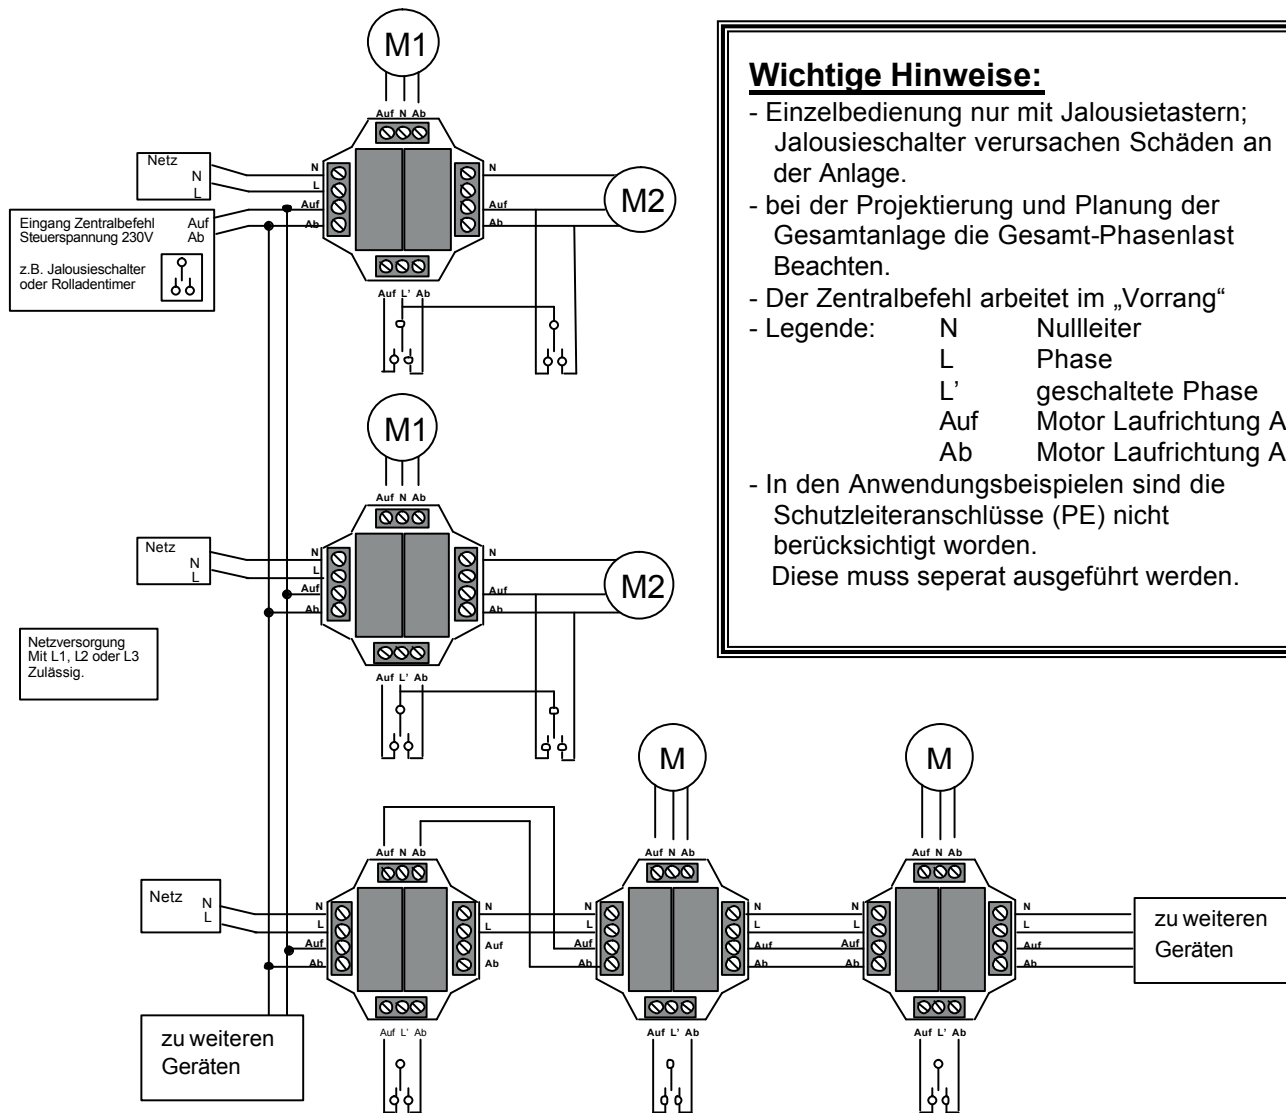 M1
Auf N Ab
Netz
N
L
N
L
Auf
Ab
N
Auf
Ab
M2
Eingang Zentralbefehl Auf
Steuerspannung 230V Ab
z.B. Jalousieschalter
oder Rolladentimer
Auf L' Ab
Wichtige Hinweise:
- Einzelbedienung nur mit Jalousietastern;
Jalousieschalter verursachen Schäden an
der Anlage.
- bei der Projektierung und Planung der
Gesamtanlage die Gesamt-Phasenlast
Beachten.
- Der Zentralbefehl arbeitet im „Vorrang“
- Legende: N Nullleiter
L Phase
L' geschaltete Phase
Auf Motor Laufrichtung A
Ab Motor Laufrichtung A
- In den Anwendungsbeispielen sind die
Schutzleiteranschlüsse (PE) nicht
berücksichtigt worden.
Diese muss seperat ausgeführt werden.
M1
Auf N Ab
Netz
N
L
N
L
Auf
Ab
N
Auf
Ab
M2
Netzversorgung
Mit L1, L2 oder L3
Zulässig.
Auf L' Ab
M
M
Auf N Ab
Auf N Ab
Auf N Ab
Netz
N
L
N
L
Auf
Ab
N
L
Auf
Ab
N
L
Auf
Ab
N
L
Auf
Ab
N
L
Auf
Ab
N
L
Auf
Ab
zu weiteren
Geräten
zu weiteren
Geräten
Auf L' Ab
Auf L' Ab
Auf L' Ab